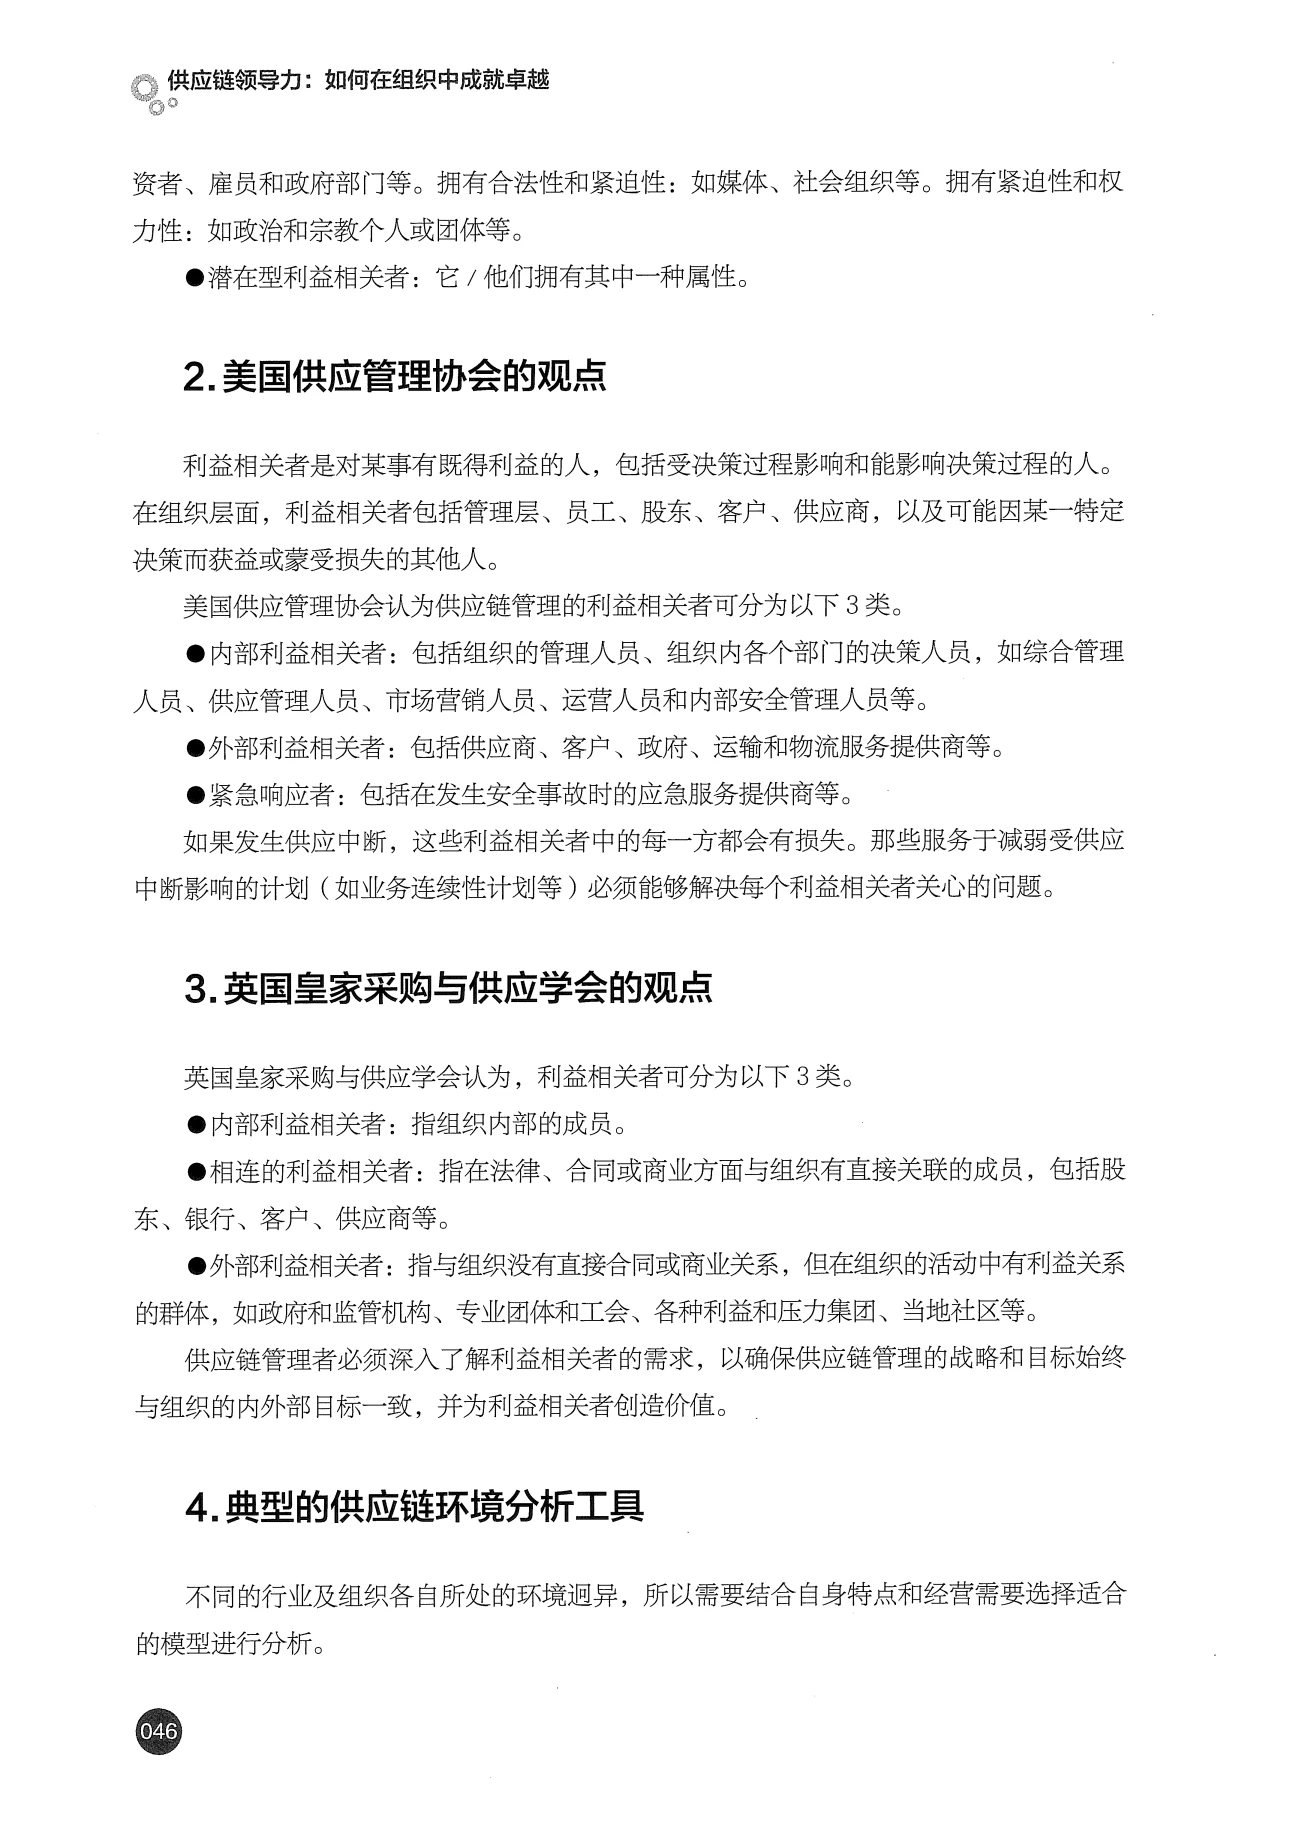 供应链领导力：如何在组织中成就卓越
资者、雇员和政府部门等。拥有合法性和紧迫性：如媒体、社会组织等。拥有紧迫性和权
力性：如政治和宗教个人或团体等。
●潜在型利益相关者：它 / 他们拥有其中一种属性。
2. 美国供应管理协会的观点
利益相关者是对某事有既得利益的人，包括受决策过程影响和能影响决策过程的人。
在组织层面，利益相关者包括管理层、员工、股东、客户、供应商，以及可能因某一特定
决策而获益或蒙受损失的其他人。
美国供应管理协会认为供应链管理的利益相关者可分为以下 3 类。
●内部利益相关者：包括组织的管理人员、组织内各个部门的决策人员，如综合管理
人员、供应管理人员、市场营销人员、运营人员和内部安全管理人员等。
●外部利益相关者：包括供应商、客户、政府、运输和物流服务提供商等。
●紧急响应者：包括在发生安全事故时的应急服务提供商等。
如果发生供应中断，这些利益相关者中的每一方都会有损失。那些服务于减弱受供应
中断影响的计划（如业务连续性计划等）必须能够解决每个利益相关者关心的问题。
3. 英国皇家采购与供应学会的观点
英国皇家采购与供应学会认为，利益相关者可分为以下 3 类。
●内部利益相关者：指组织内部的成员。
●相连的利益相关者：指在法律、合同或商业方面与组织有直接关联的成员，包括股
东、银行、客户、供应商等。
●外部利益相关者：指与组织没有直接合同或商业关系，但在组织的活动中有利益关系
的群体，如政府和监管机构、专业团体和工会、各种利益和压力集团、当地社区等。
供应链管理者必须深入了解利益相关者的需求，以确保供应链管理的战略和目标始终
与组织的内外部目标一致，并为利益相关者创造价值。
4. 典型的供应链环境分析工具
不同的行业及组织各自所处的环境迥异，所以需要结合自身特点和经营需要选择适合
的模型进行分析。
046